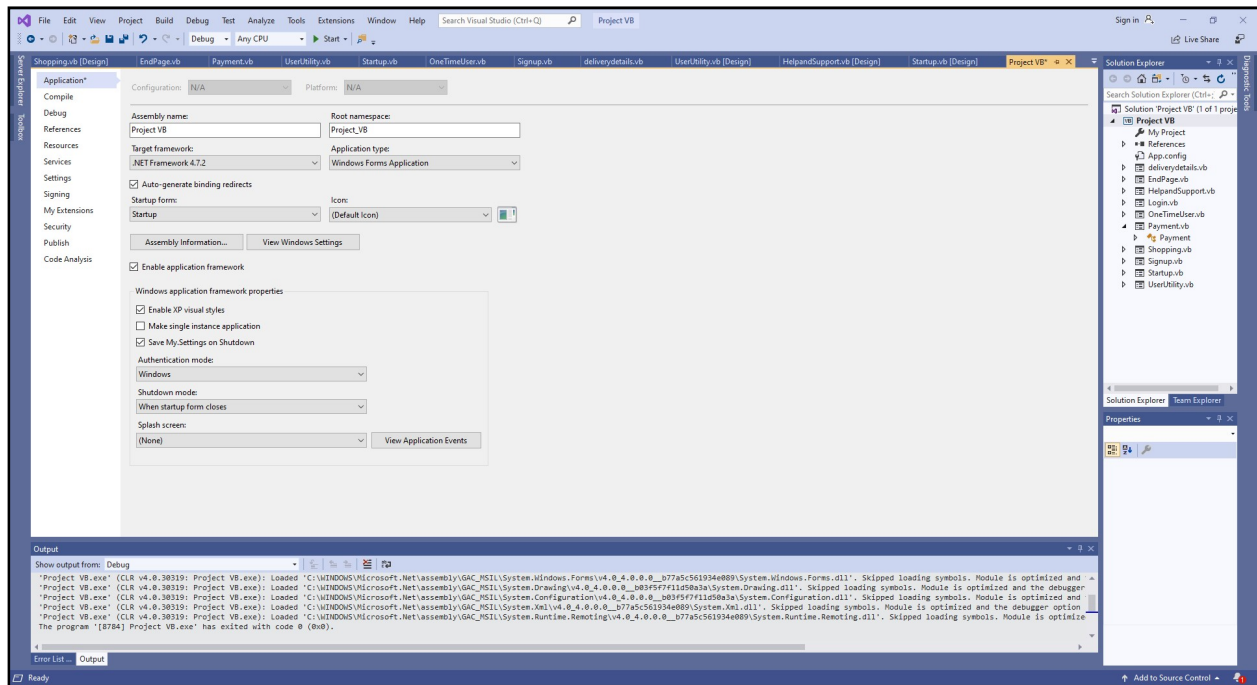 File Edit View Project Build Debug Test Analyze Tools Extensions Window Help Search Visual Studio (Ctrl+Q) Project VB Sign in
Debug Any CPU Start Live Share
Shopping.vb [Design] EndPage.vb Payment.vb UserUtility.vb Startup.vb OneTimeUser.vb Signup.vb deliverydetails.vb UserUtility.vb [Design] HelpandSupport.vb [Design] Startup.vb [Design] Project VB*
Server Explorer
Toolbox
Application*
Compile
Debug
References
Resources
Services
Settings
Signing
My Extensions
Security
Publish
Code Analysis
Configuration: N/A Platform: N/A
Assembly name: Root namespace:
Project VB Project_VB
Target framework: Application type:
.NET Framework 4.7.2 Windows Forms Application
Auto-generate binding redirects
Startup form: Icon:
Startup (Default Icon)
Assembly Information... View Windows Settings
Enable application framework
Windows application framework properties
Enable XP visual styles
Make single instance application
Save My.Settings on Shutdown
Authentication mode:
Windows
Shutdown mode:
When startup form closes
Splash screen:
(None) View Application Events
Solution Explorer
Search Solution Explorer (Ctrl+;
Solution 'Project VB' (1 of 1 proje
Project VB
My Project
References
App.config
deliverydetails.vb
EndPage.vb
HelpandSupport.vb
Login.vb
OneTimeUser.vb
Payment.vb
Payment
Shopping.vb
Signup.vb
Startup.vb
UserUtility.vb
Solution Explorer Team Explorer
Properties
Diagnostic Tools
Output
Show output from: Debug
'Project VB.exe' (CLR v4.0.30319: Project VB.exe): Loaded 'C:\WINDOWS\Microsoft.Net\assembly\GAC_MSIL\System.Windows.Forms\v4.0_4.0.0.0__b77a5c561934e089\System.Windows.Forms.dll'. Skipped loading symbols. Module is optimized and
'Project VB.exe' (CLR v4.0.30319: Project VB.exe): Loaded 'C:\WINDOWS\Microsoft.Net\assembly\GAC_MSIL\System.Drawing\v4.0_4.0.0.0__b03f5f7f11d50a3a\System.Drawing.dll'. Skipped loading symbols. Module is optimized and the debugger
'Project VB.exe' (CLR v4.0.30319: Project VB.exe): Loaded 'C:\WINDOWS\Microsoft.Net\assembly\GAC_MSIL\System.Configuration\v4.0_4.0.0.0__b03f5f7f11d50a3a\System.Configuration.dll'. Skipped loading symbols. Module is optimized and
'Project VB.exe' (CLR v4.0.30319: Project VB.exe): Loaded 'C:\WINDOWS\Microsoft.Net\assembly\GAC_MSIL\System.Xml\v4.0_4.0.0.0__b77a5c561934e089\System.Xml.dll'. Skipped loading symbols. Module is optimized and the debugger option
'Project VB.exe' (CLR v4.0.30319: Project VB.exe): Loaded 'C:\WINDOWS\Microsoft.Net\assembly\GAC_MSIL\System.Runtime.Remoting\v4.0_4.0.0.0__b77a5c561934e089\System.Runtime.Remoting.dll'. Skipped loading symbols. Module is optimize
The program '[8784] Project VB.exe' has exited with code 0 (0x0).
Error List ... Output
Ready Add to Source Control 1